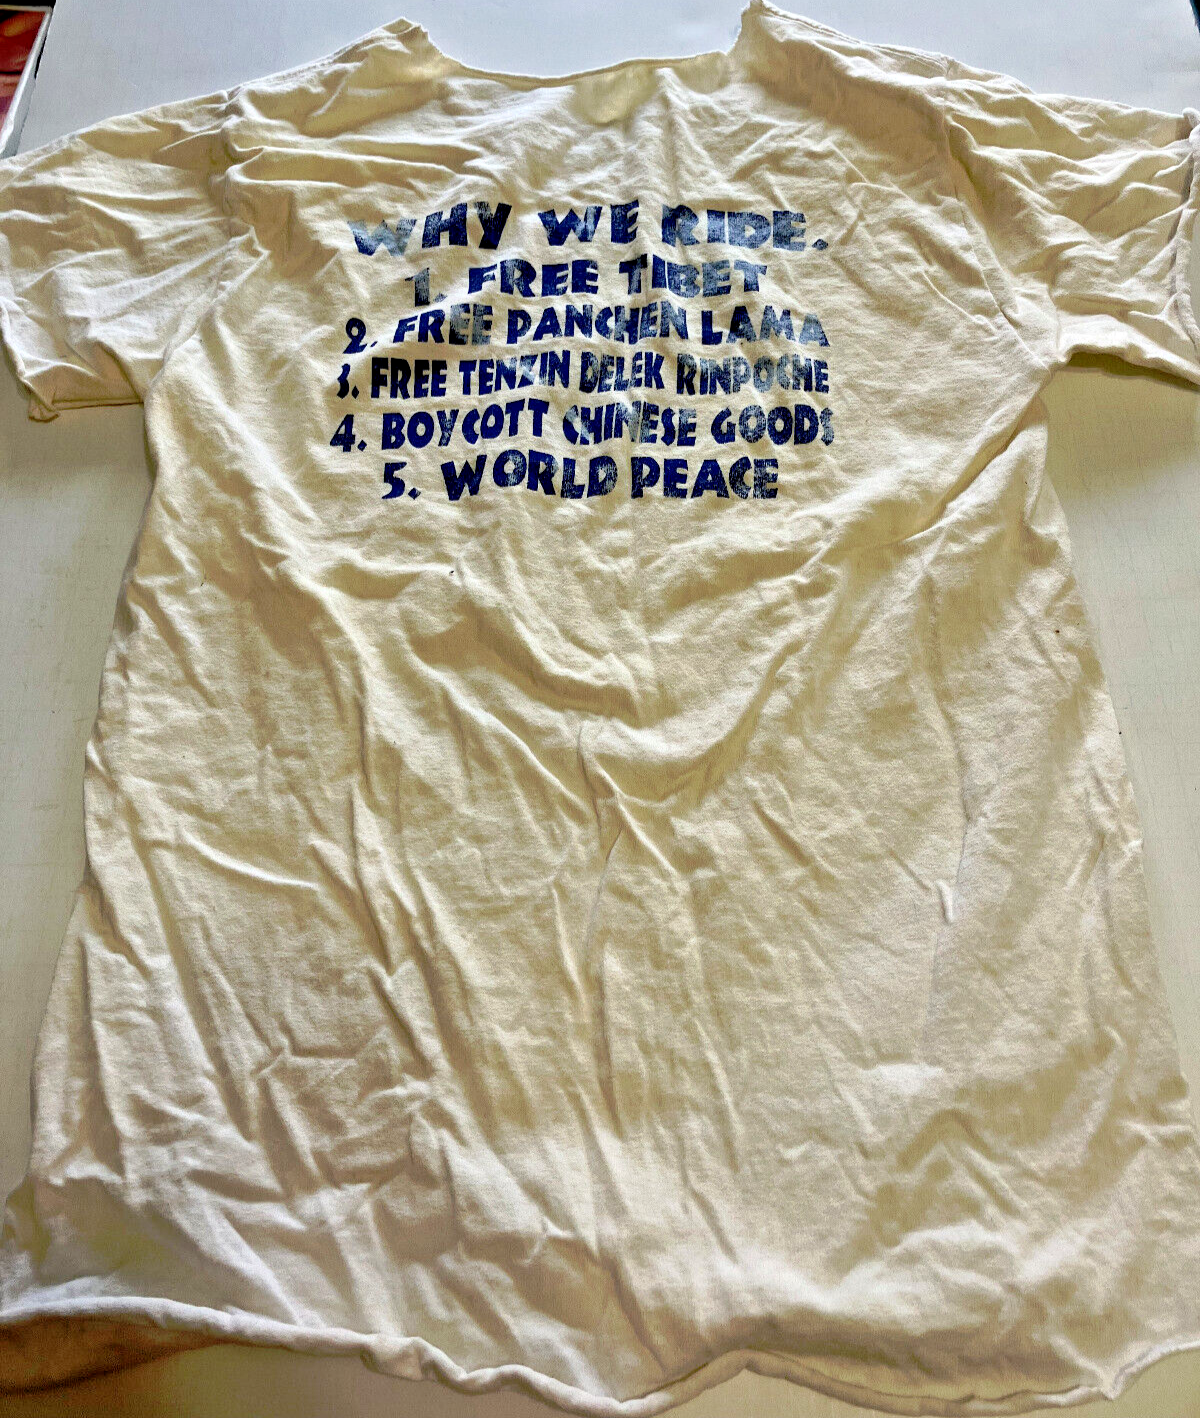 WHY WE RIDE.
1. FREE TIBET
2. FREE PANCHEN LAMA
3. FREE TENZIN DELEK RINPOCHE
4. BOYCOTT CHINESE GOODS
5. WORLD PEACE